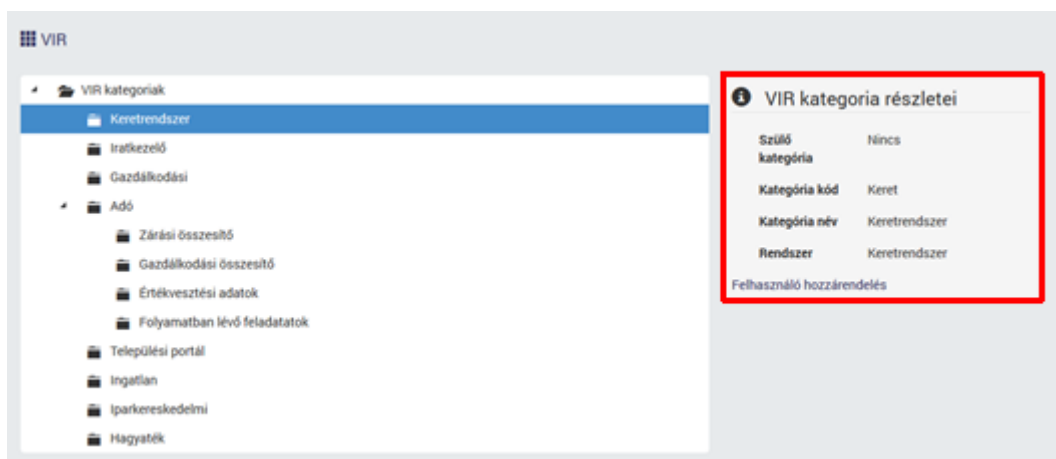 VIR
VIR kategoriak
Keretrendszer
Iratkezelő
Gazdálkodási
Adó
Zárási összesítő
Gazdálkodási összesítő
Értékvesztési adatok
Folyamatban lévő feladatatok
Települési portál
Ingatlan
Iparkereskedelmi
Hagyaték
VIR kategoria részletei
Szülő Nincs
kategória
Kategória kód Keret
Kategória név Keretrendszer
Rendszer Keretrendszer
Felhasználó hozzárendelés